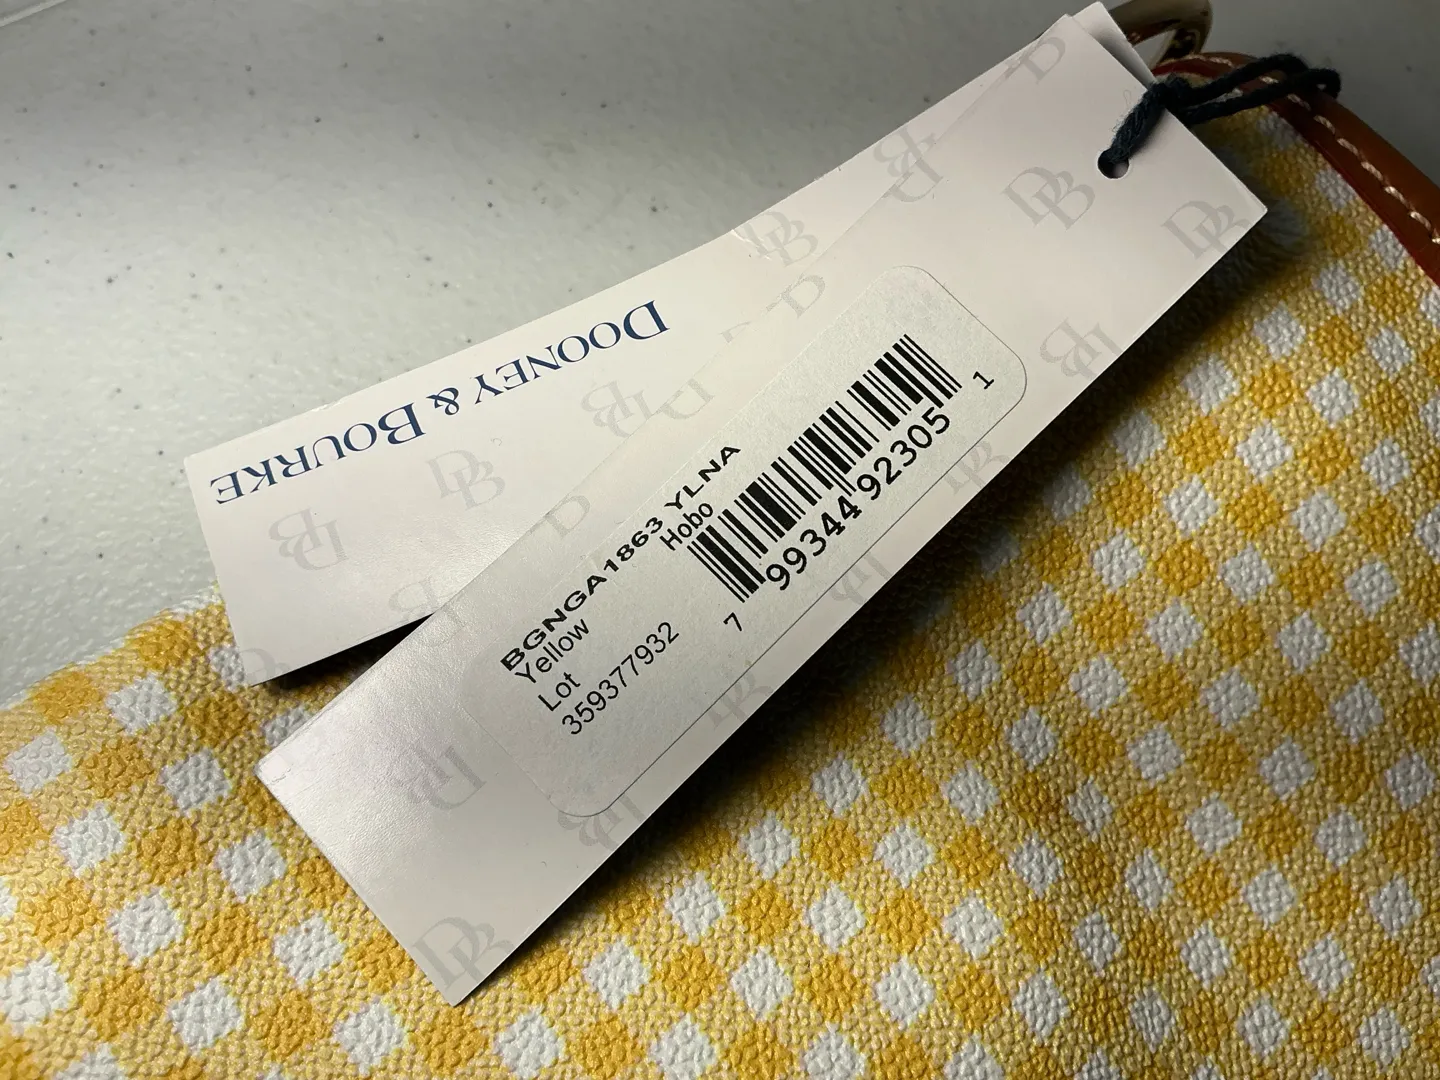 DOONEY & BOURKE
BGNGA1863 YLNA
Yellow Hobo
Lot
359377932
7 99344 92305 1